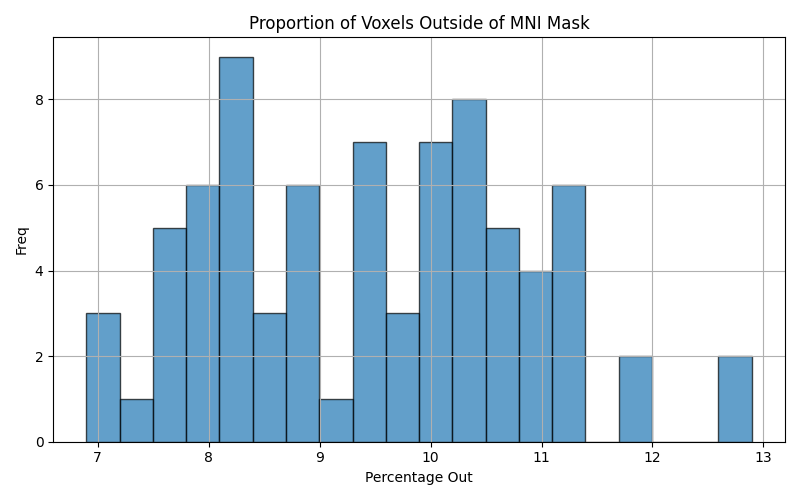 Proportion of Voxels Outside of MNI Mask
8
6
4
2
0
Freq
7 8 9 10 11 12 13
Percentage Out